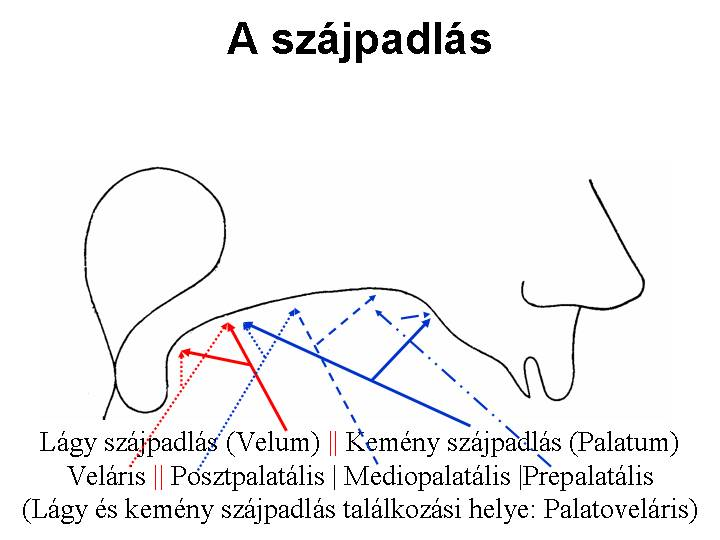 A szájpadlás
Lágy szájpadlás (Velum) || Kemény szájpadlás (Palatum)
Veláris || Posztpalatális | Mediopalatális |Prepalatális
(Lágy és kemény szájpadlás találkozási helye: Palatoveláris)